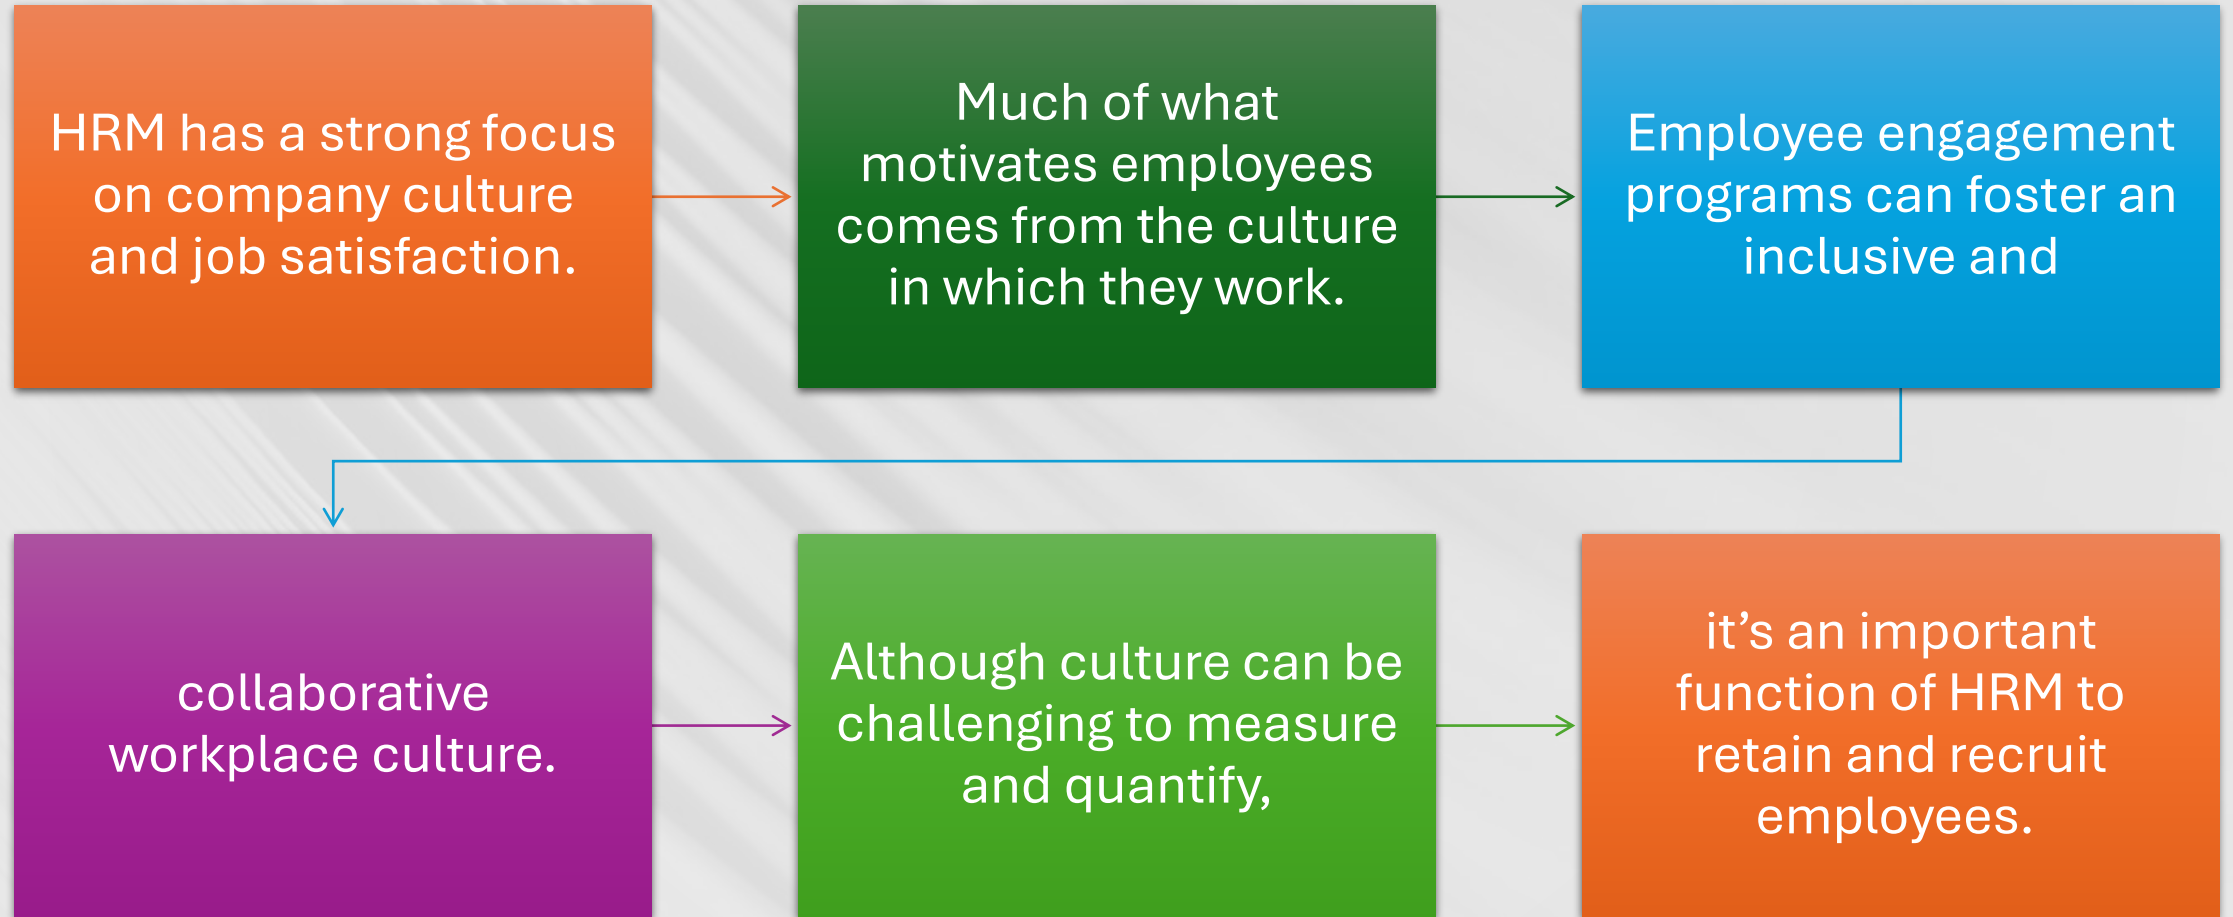 HRM has a strong focus
on company culture
and job satisfaction.
Much of what
motivates employees
comes from the culture
in which they work.
Employee engagement
programs can foster an
inclusive and
collaborative
workplace culture.
Although culture can be
challenging to measure
and quantify,
it’s an important
function of HRM to
retain and recruit
employees.